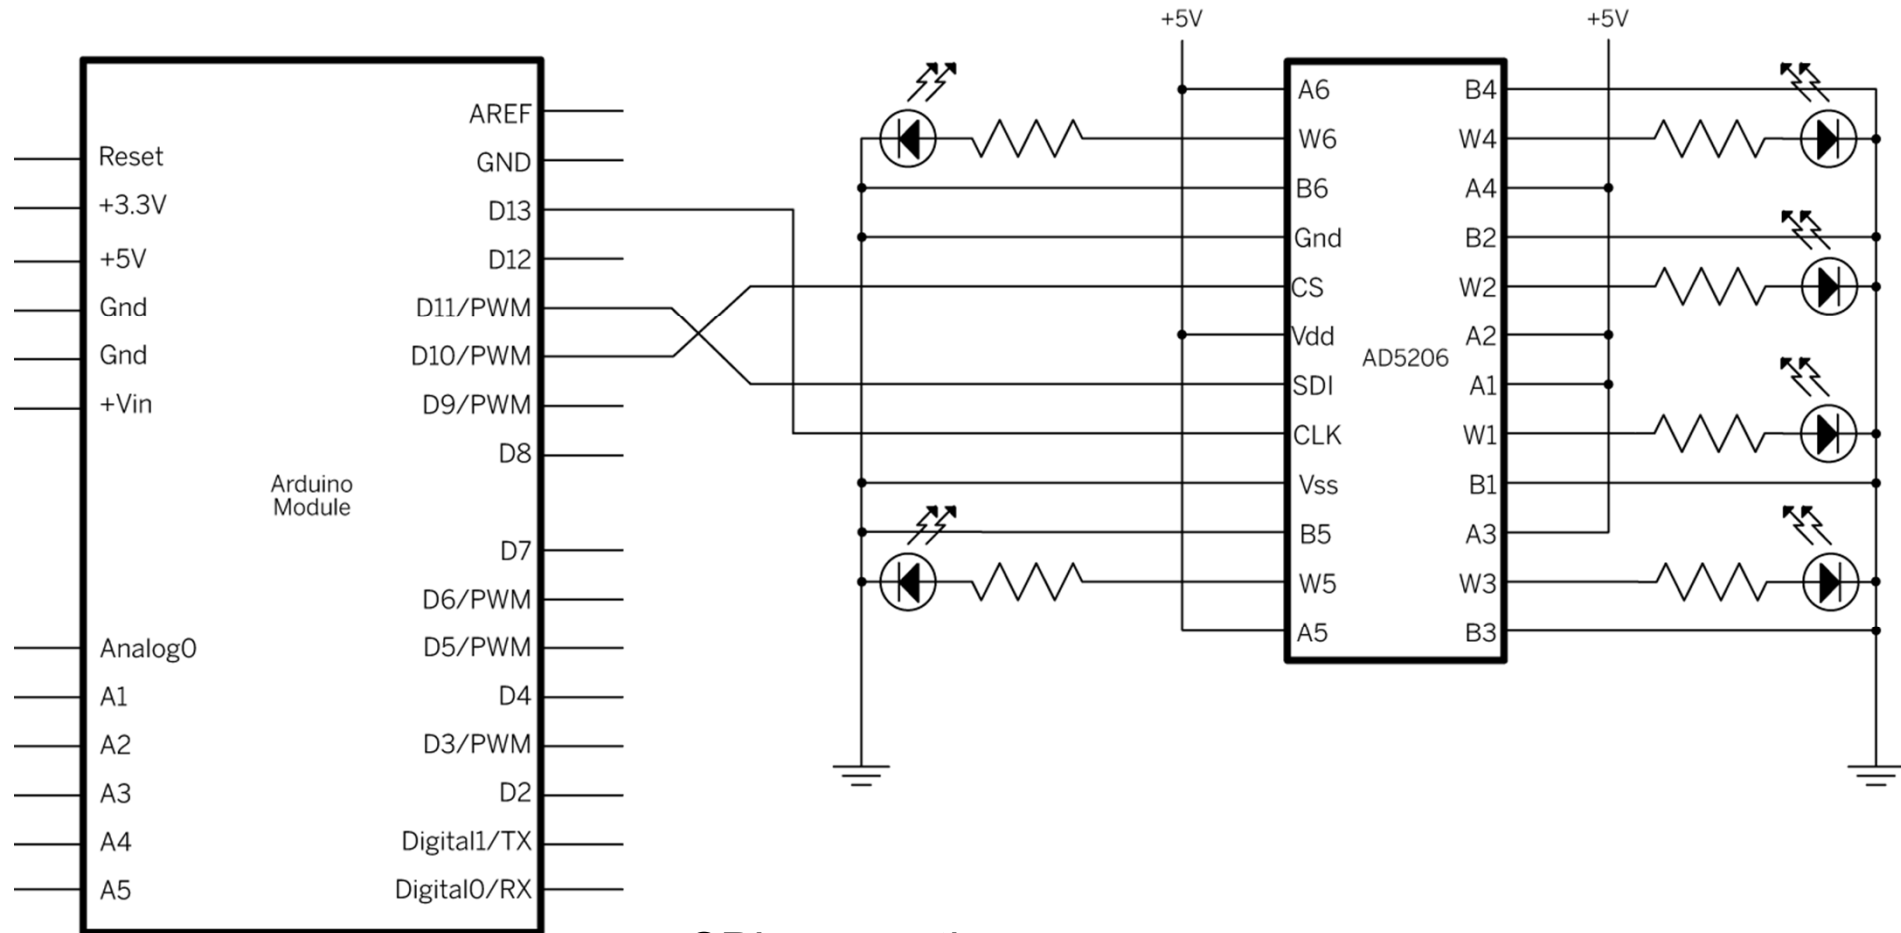 +5V
+5V
Reset
+3.3V
+5V
Gnd
Gnd
+Vin
Arduino
Module
Analog0
A1
A2
A3
A4
A5
AREF
GND
D13
D12
D11/PWM
D10/PWM
D9/PWM
D8
D7
D6/PWM
D5/PWM
D4
D3/PWM
D2
Digital1/TX
Digital0/RX
A6
W6
B6
Gnd
CS
Vdd
SDI
CLK
Vss
B5
W5
A5
AD5206
B4
W4
A4
B2
W2
A2
A1
W1
B1
A3
W3
B3